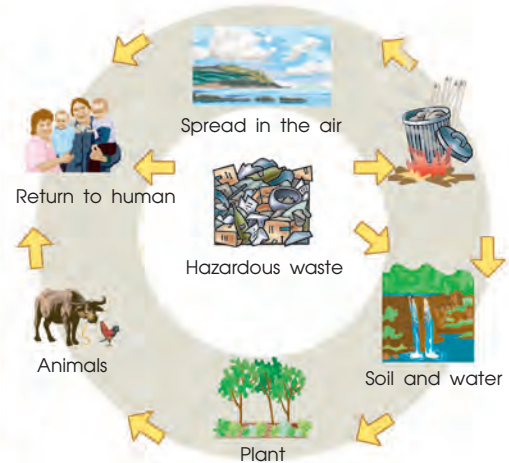 Spread in the air
Return to human
Hazardous waste
Animals
Soil and water
Plant